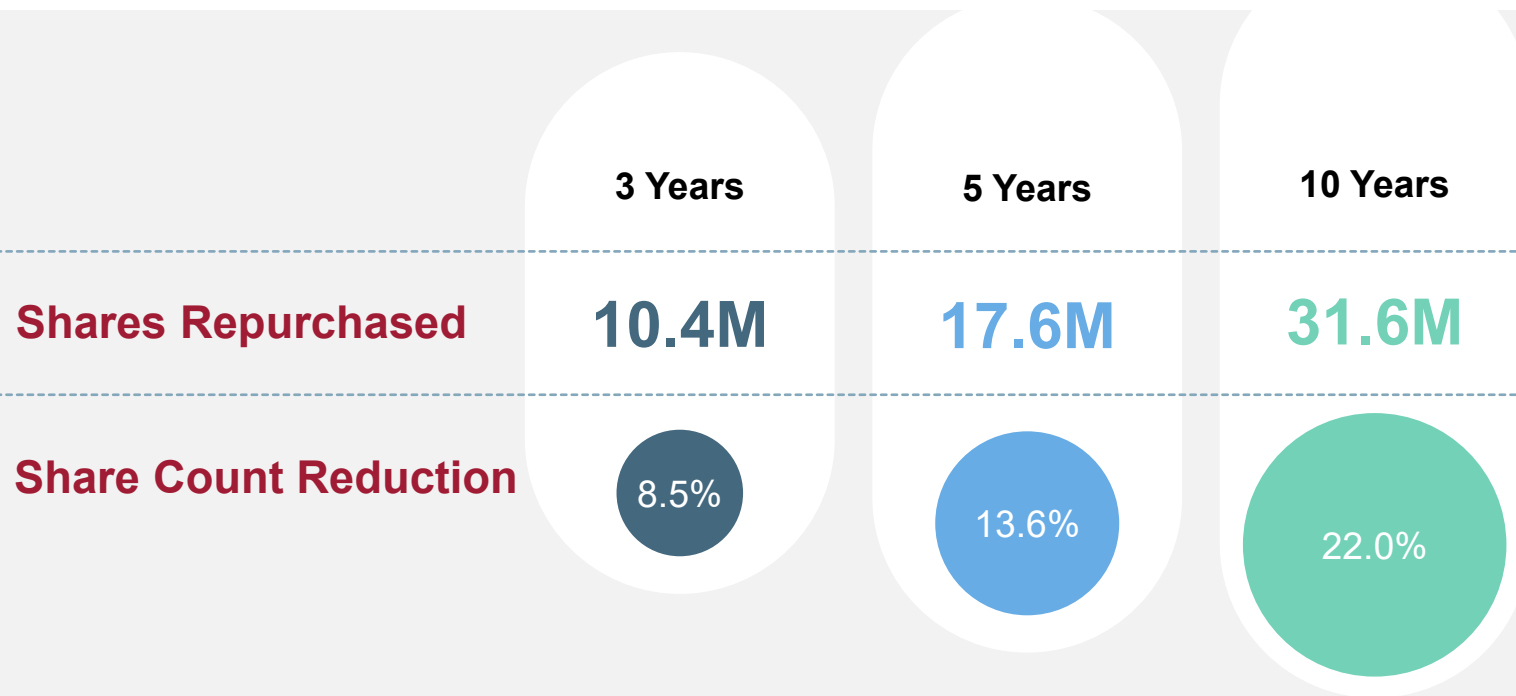 3 Years
5 Years
10 Years
Shares Repurchased
10.4M
17.6M
31.6M
Share Count Reduction
8.5%
13.6%
22.0%